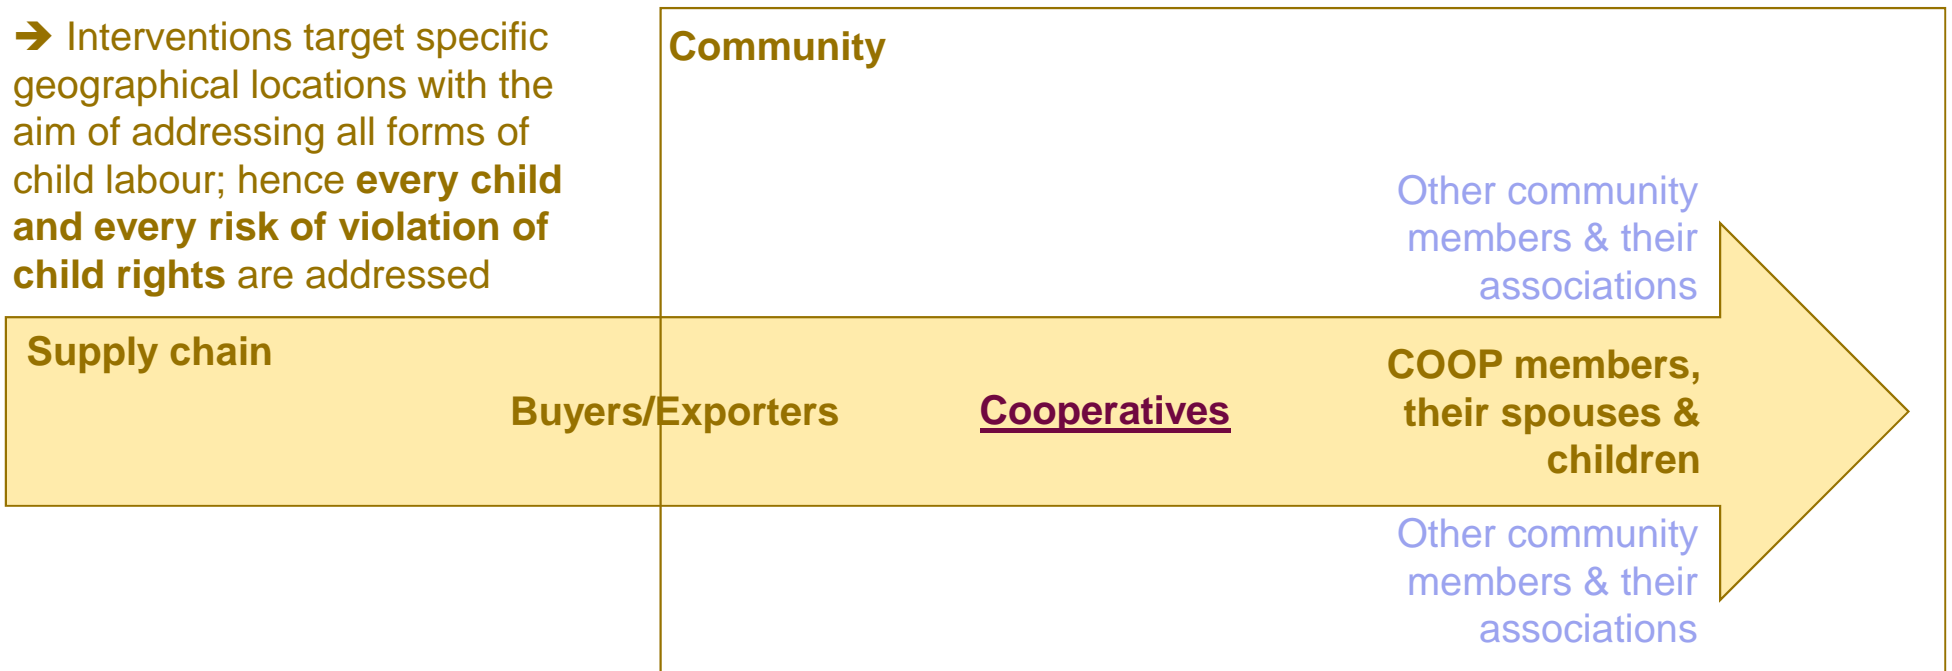 ➔ Interventions target specific
geographical locations with the
aim of addressing all forms of
child labour; hence every child
and every risk of violation of
child rights are addressed
Community
Other community
members & their
associations
Supply chain
Buyers/Exporters
Cooperatives
COOP members,
their spouses &
children
Other community
members & their
associations